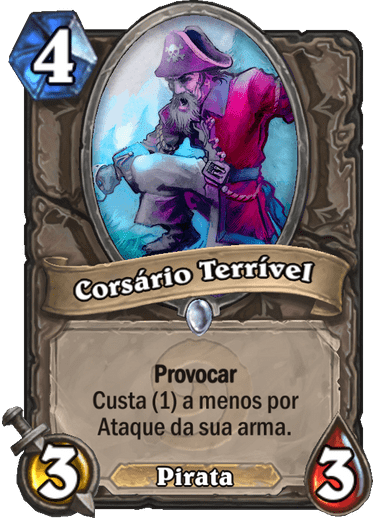 4
Corsário Terrível
Provocar
Custa (1) a menos por
Ataque da sua arma.
3
Pirata
3